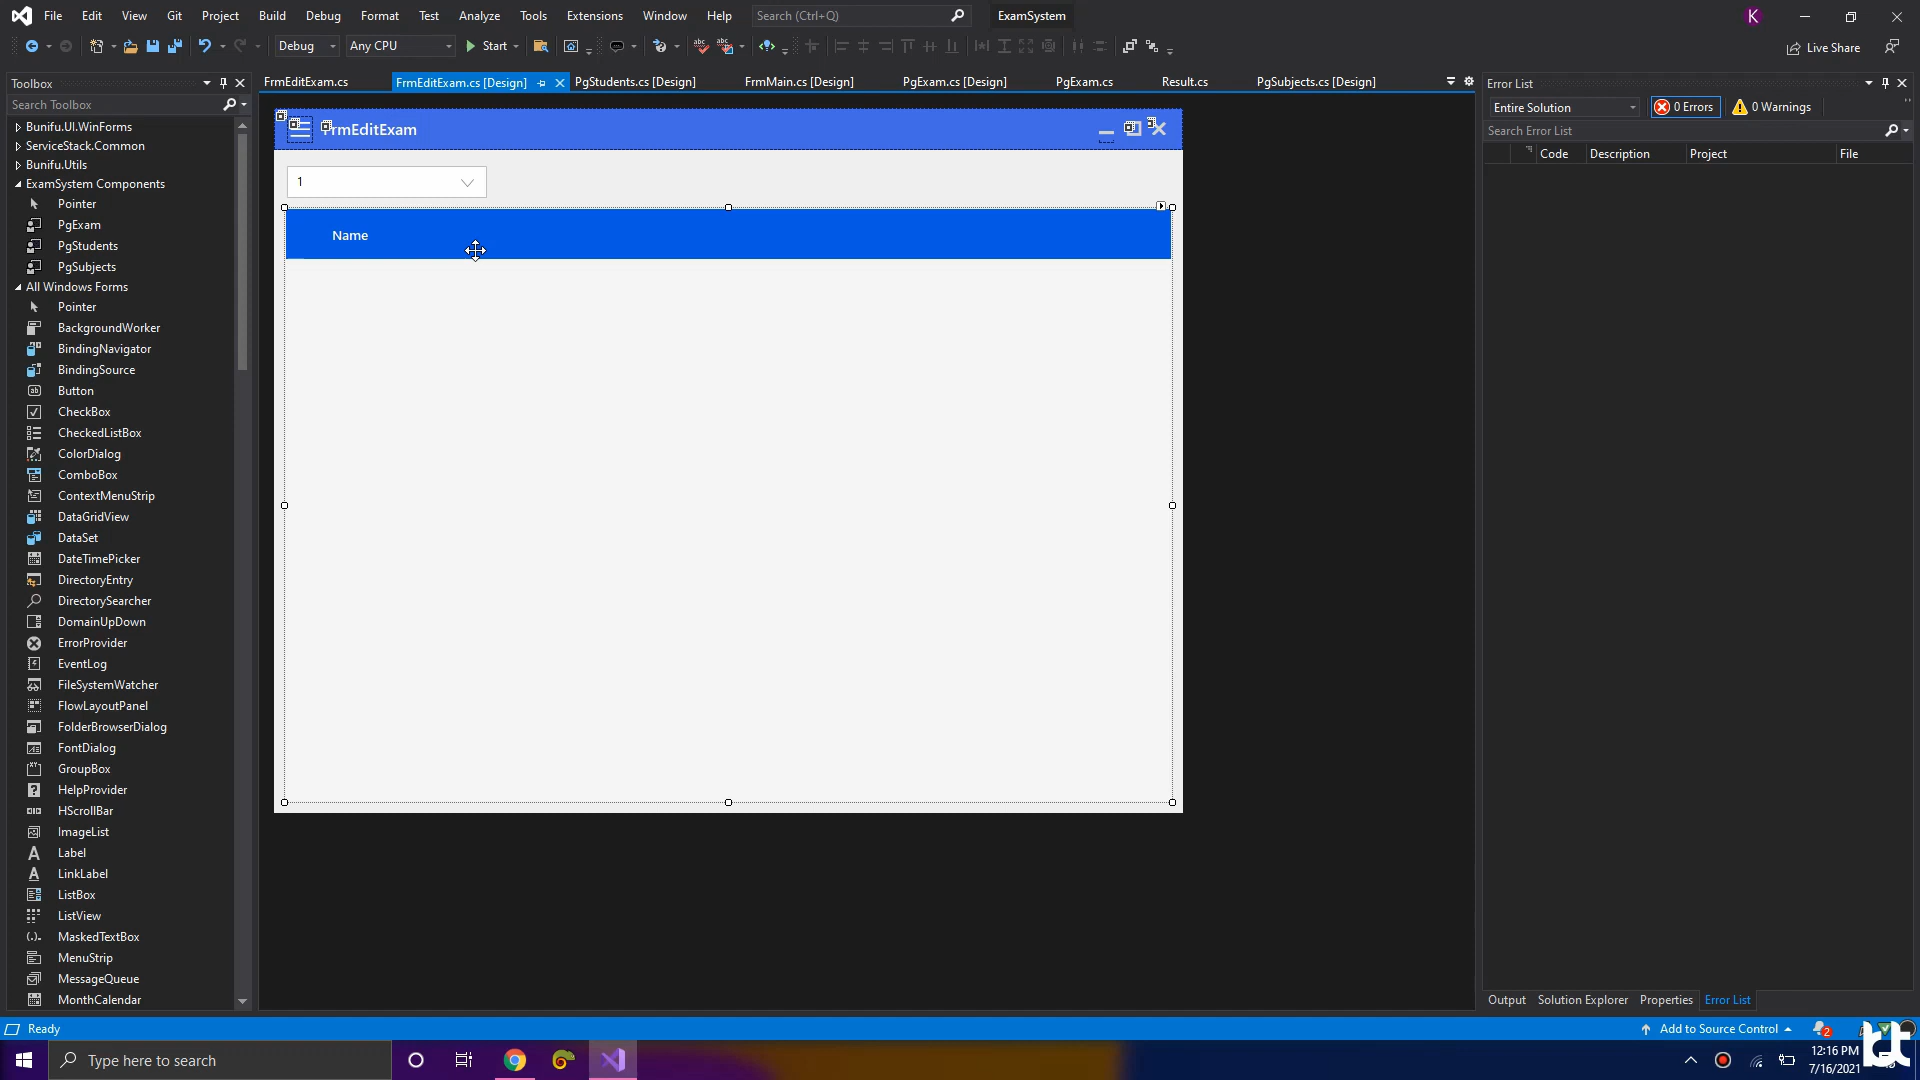 File Edit View Git Project Build Debug Format Test Analyze Tools Extensions Window Help Search (Ctrl+Q) ExamSystem K
Debug Any CPU Start Live Share
Toolbox
Search Toolbox
Bunifu.UI.WinForms
ServiceStack.Common
Bunifu.Utils
ExamSystem Components
Pointer
PgExam
PgStudents
PgSubjects
All Windows Forms
Pointer
BackgroundWorker
BindingNavigator
BindingSource
Button
CheckBox
CheckedListBox
ColorDialog
ComboBox
ContextMenuStrip
DataGridView
DataSet
DateTimePicker
DirectoryEntry
DirectorySearcher
DomainUpDown
ErrorProvider
EventLog
FileSystemWatcher
FlowLayoutPanel
FolderBrowserDialog
FontDialog
GroupBox
HelpProvider
HScrollBar
ImageList
Label
LinkLabel
ListBox
ListView
MaskedTextBox
MenuStrip
MessageQueue
MonthCalendar
FrmEditExam.cs FrmEditExam.cs [Design] PgStudents.cs [Design] FrmMain.cs [Design] PgExam.cs [Design] PgExam.cs Result.cs PgSubjects.cs [Design]
FrmEditExam
1
Name
Error List
Entire Solution 0 Errors 0 Warnings
Search Error List
Code Description Project File
Output Solution Explorer Properties Error List
Ready Add to Source Control 2
Type here to search
12:16 PM
7/16/2021